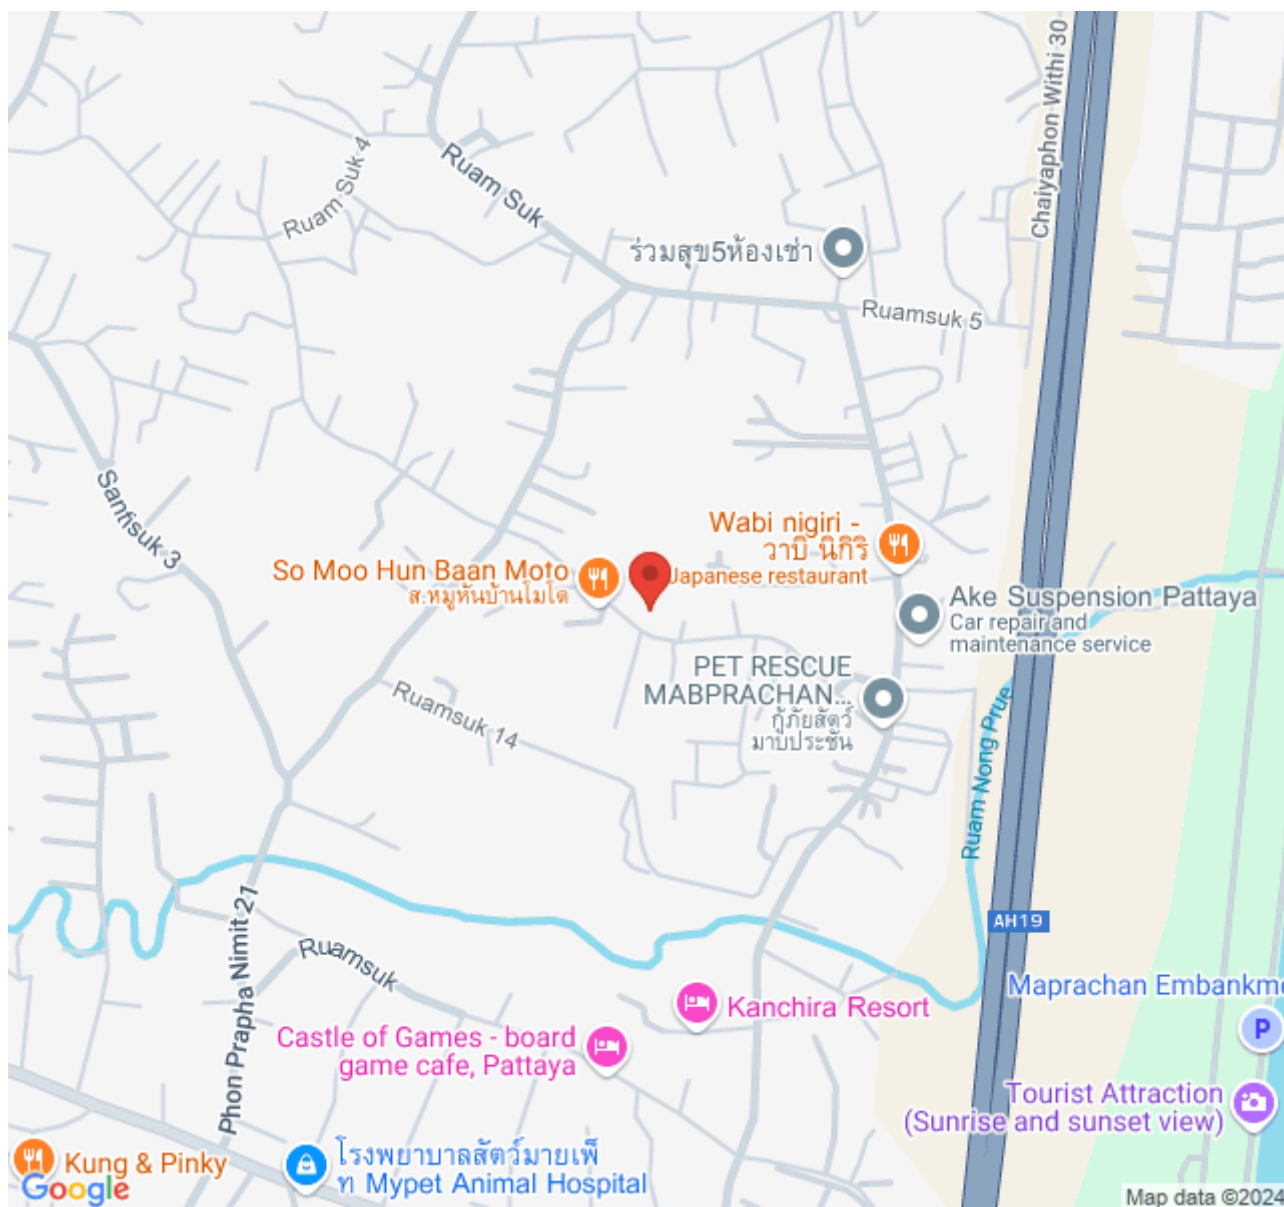 Chaiyaphon Withi 30
Ruam Suk 4
Ruam Suk
ร่วมสุข5ห้องเช่า
Ruamsuk 5
Santisuk 3
Wabi nigiri -
วาบิ นิกิริ
Japanese restaurant
So Moo Hun Baan Moto
ส.หมูหันบ้านโมโต
Ake Suspension Pattaya
Car repair and
maintenance service
PET RESCUE
MABPRACHAN...
กู้ภัยสัตว์
มาบประชัน
Ruamsuk 14
Ruam Nong Prue
Phon Prapha Nimit 21
AH19
Ruamsuk
Maprachan Embankme
Kanchira Resort
P
Castle of Games - board
game cafe, Pattaya
Tourist Attraction
(Sunrise and sunset view)
Kung & Pinky
โรงพยาบาลสัตว์มายเพ็
ท Mypet Animal Hospital
Google
Map data ©2024